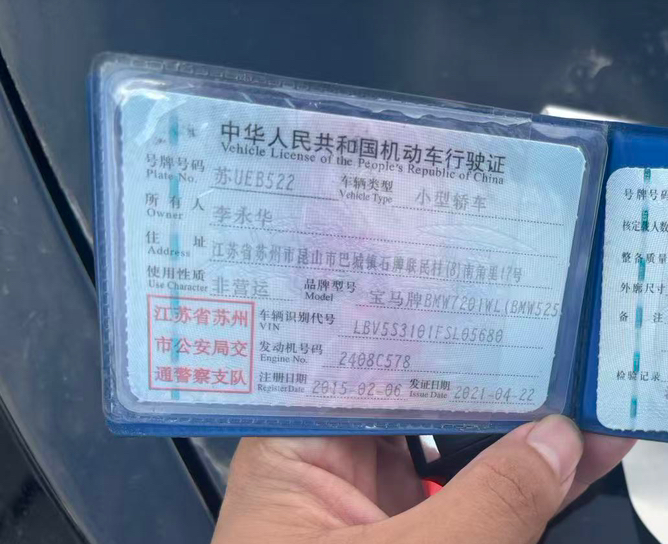 中华人民共和国机动车行驶证
Vehicle License of the People's Republic of China
号牌号码 苏UEB522 车辆类型 小型轿车
Plate No. Vehicle Type
所有人 李永华
Owner
住址 江苏省苏州市昆山市巴城镇石牌联民村(8)南前里17号
Address
使用性质 非营运 品牌型号 宝马牌BMW7201WL(BMW525
Use Character Model
江苏省苏州
市公安局交
通警察支队
车辆识别代号 LBV5S3101FSL05680
VIN
发动机号码 2408C578
Engine No.
注册日期 2015-02-06 发证日期 2021-04-22
Register Date Issue Date
号牌号码
核定载人数
整备质量
外廓尺寸
备注
检验记录